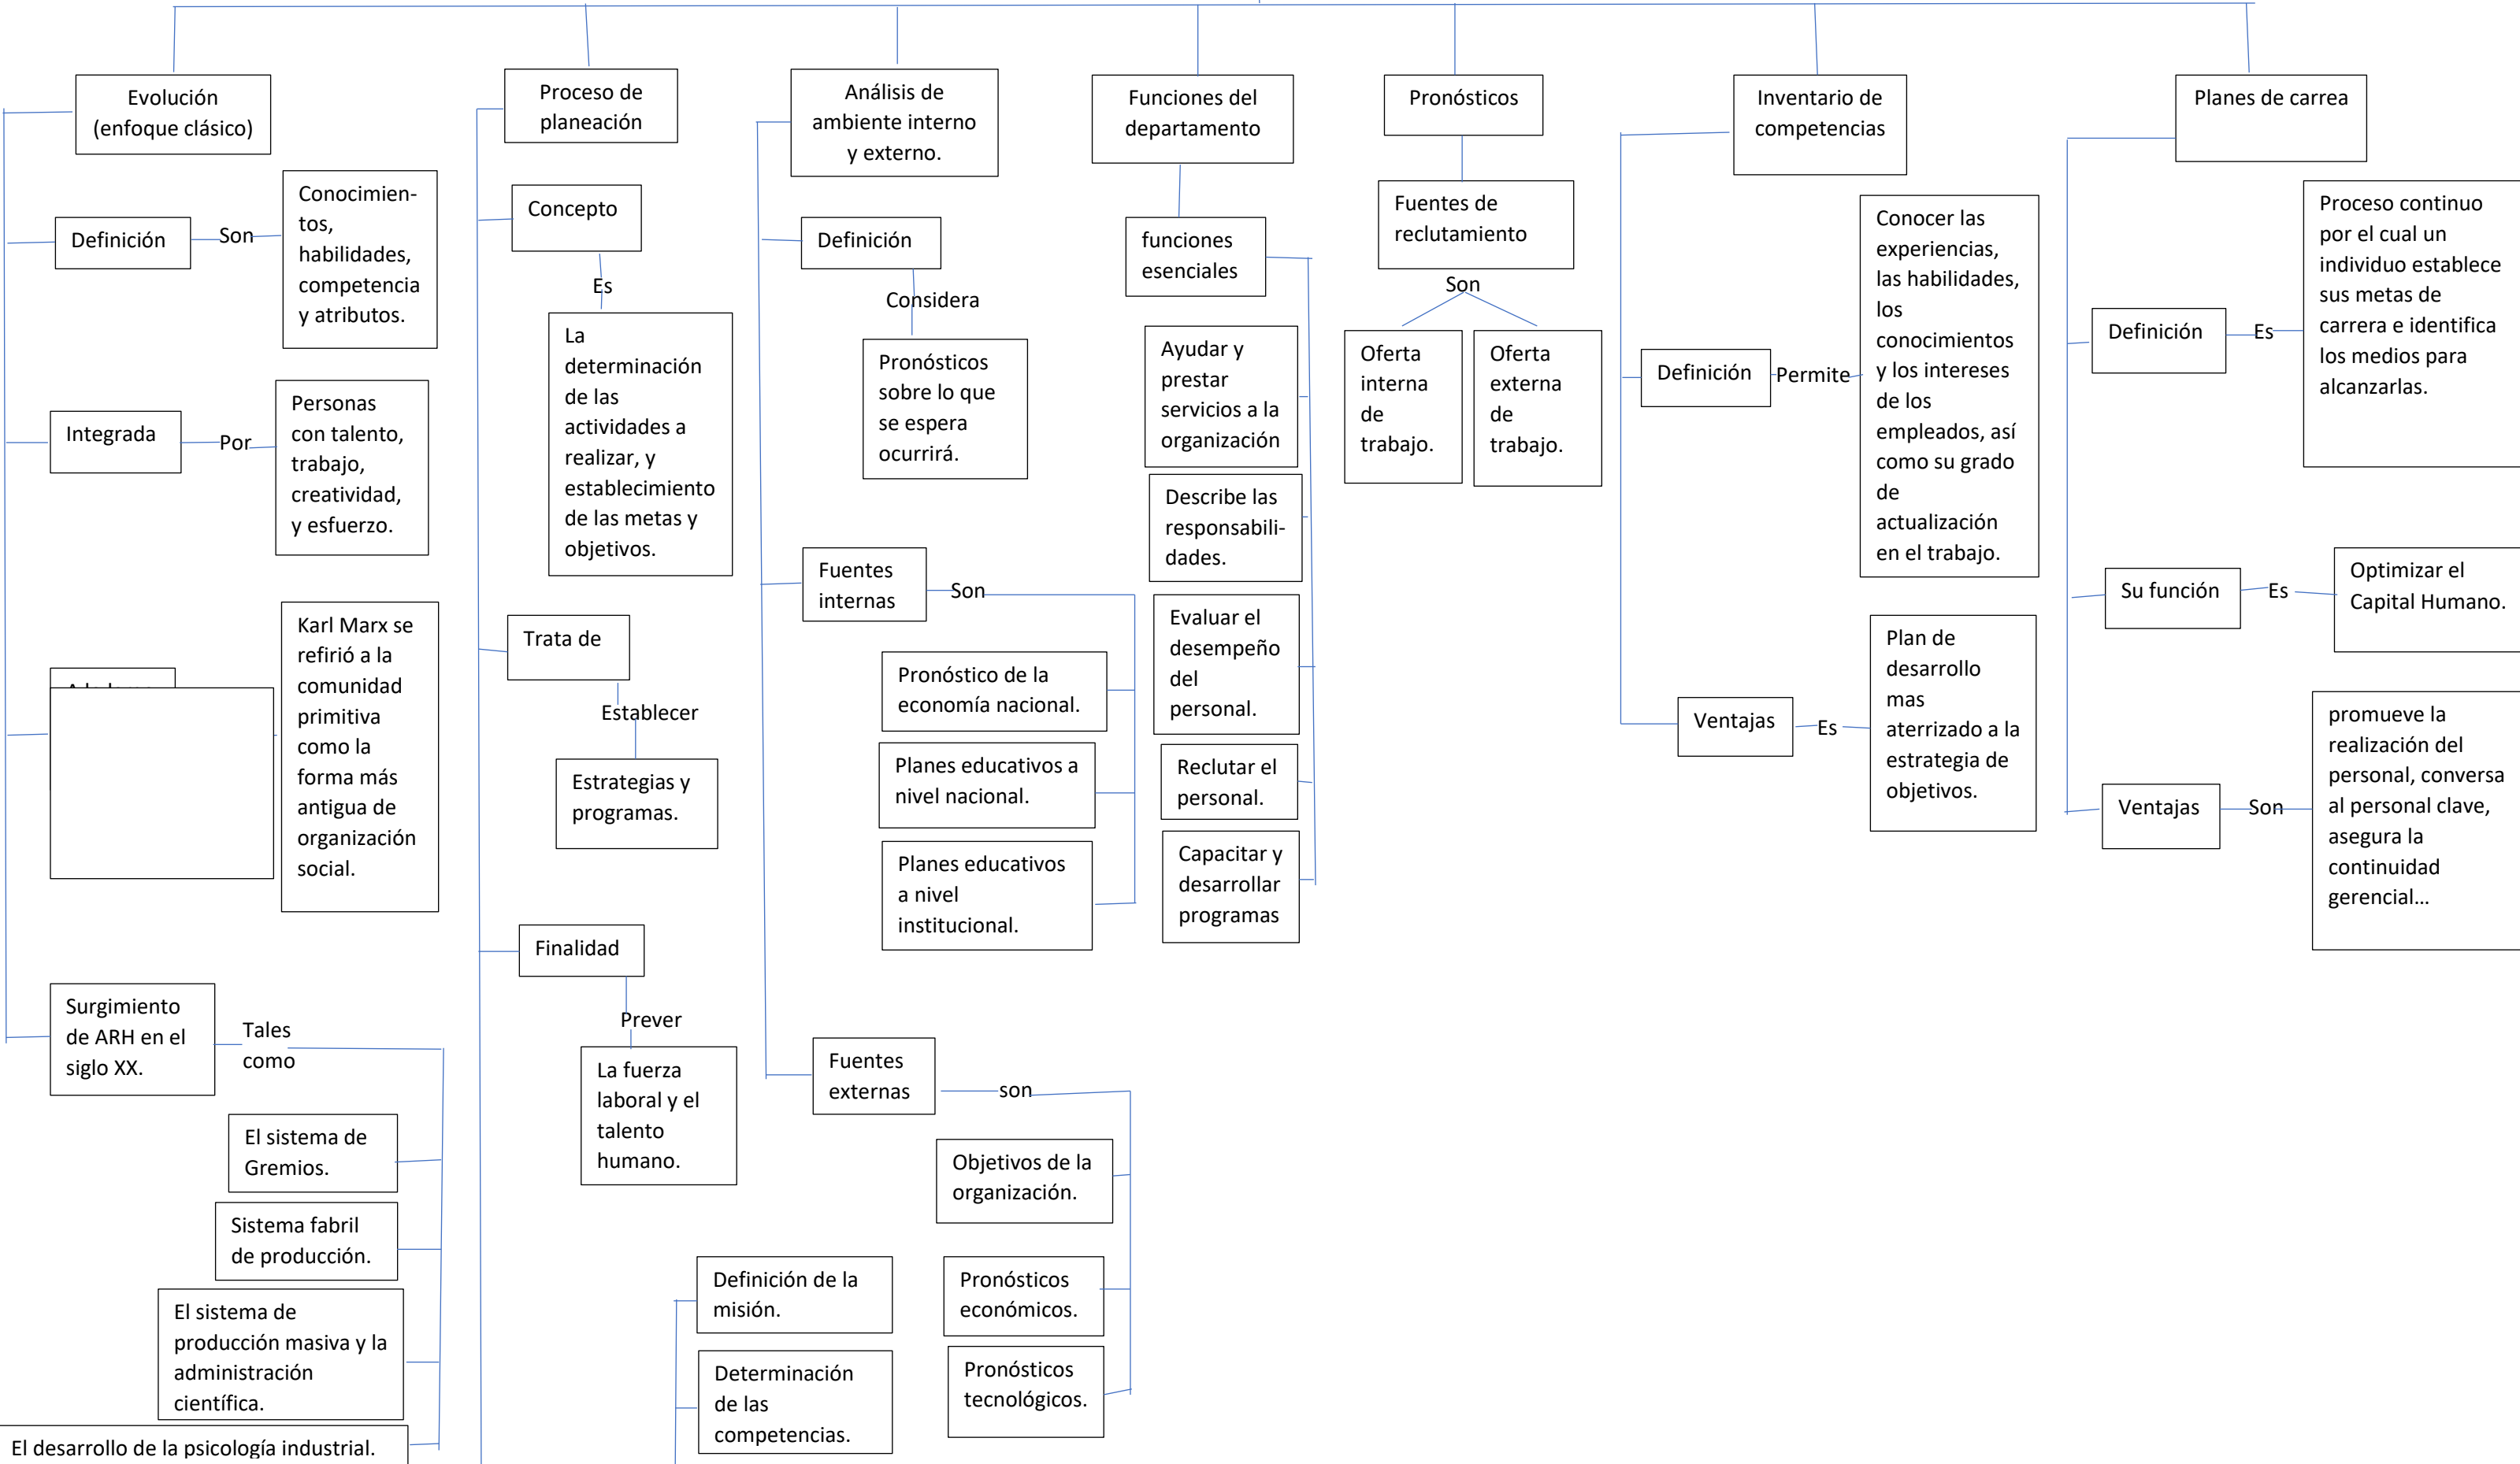 Evolución
(enfoque clásico)
Definición
Son
Conocimien-
tos,
habilidades,
competencia
y atributos.
Integrada
Por
Personas
con talento,
trabajo,
creatividad,
y esfuerzo.
Karl Marx se
refirió a la
comunidad
primitiva
como la
forma más
antigua de
organización
social.
Surgimiento
de ARH en el
siglo XX.
Tales
como
El sistema de
Gremios.
Sistema fabril
de producción.
El sistema de
producción masiva y la
administración
científica.
El desarrollo de la psicología industrial.
Proceso de
planeación
Concepto
Es
La
determinación
de las
actividades a
realizar, y
establecimiento
de las metas y
objetivos.
Trata de
Establecer
Estrategias y
programas.
Finalidad
Prever
La fuerza
laboral y el
talento
humano.
Definición de la
misión.
Determinación
de las
competencias.
Análisis de
ambiente interno
y externo.
Definición
Considera
Pronósticos
sobre lo que
se espera
ocurrirá.
Fuentes
internas
Son
Pronóstico de la
economía nacional.
Planes educativos a
nivel nacional.
Planes educativos
a nivel
institucional.
Fuentes
externas
son
Objetivos de la
organización.
Pronósticos
económicos.
Pronósticos
tecnológicos.
Funciones del
departamento
funciones
esenciales
Ayudar y
prestar
servicios a la
organización
Describe las
responsabili-
dades.
Evaluar el
desempeño
del
personal.
Reclutar el
personal.
Capacitar y
desarrollar
programas
Pronósticos
Fuentes de
reclutamiento
Son
Oferta
interna
de
trabajo.
Oferta
externa
de
trabajo.
Inventario de
competencias
Definición
Permite
Conocer las
experiencias,
las habilidades,
los
conocimientos
y los intereses
de los
empleados, así
como su grado
de
actualización
en el trabajo.
Ventajas
Es
Plan de
desarrollo
mas
aterrizado a la
estrategia de
objetivos.
Planes de carrea
Definición
Es
Proceso continuo
por el cual un
individuo establece
sus metas de
carrera e identifica
los medios para
alcanzarlas.
Su función
Es
Optimizar el
Capital Humano.
Ventajas
Son
promueve la
realización del
personal, conversa
al personal clave,
asegura la
continuidad
gerencial...